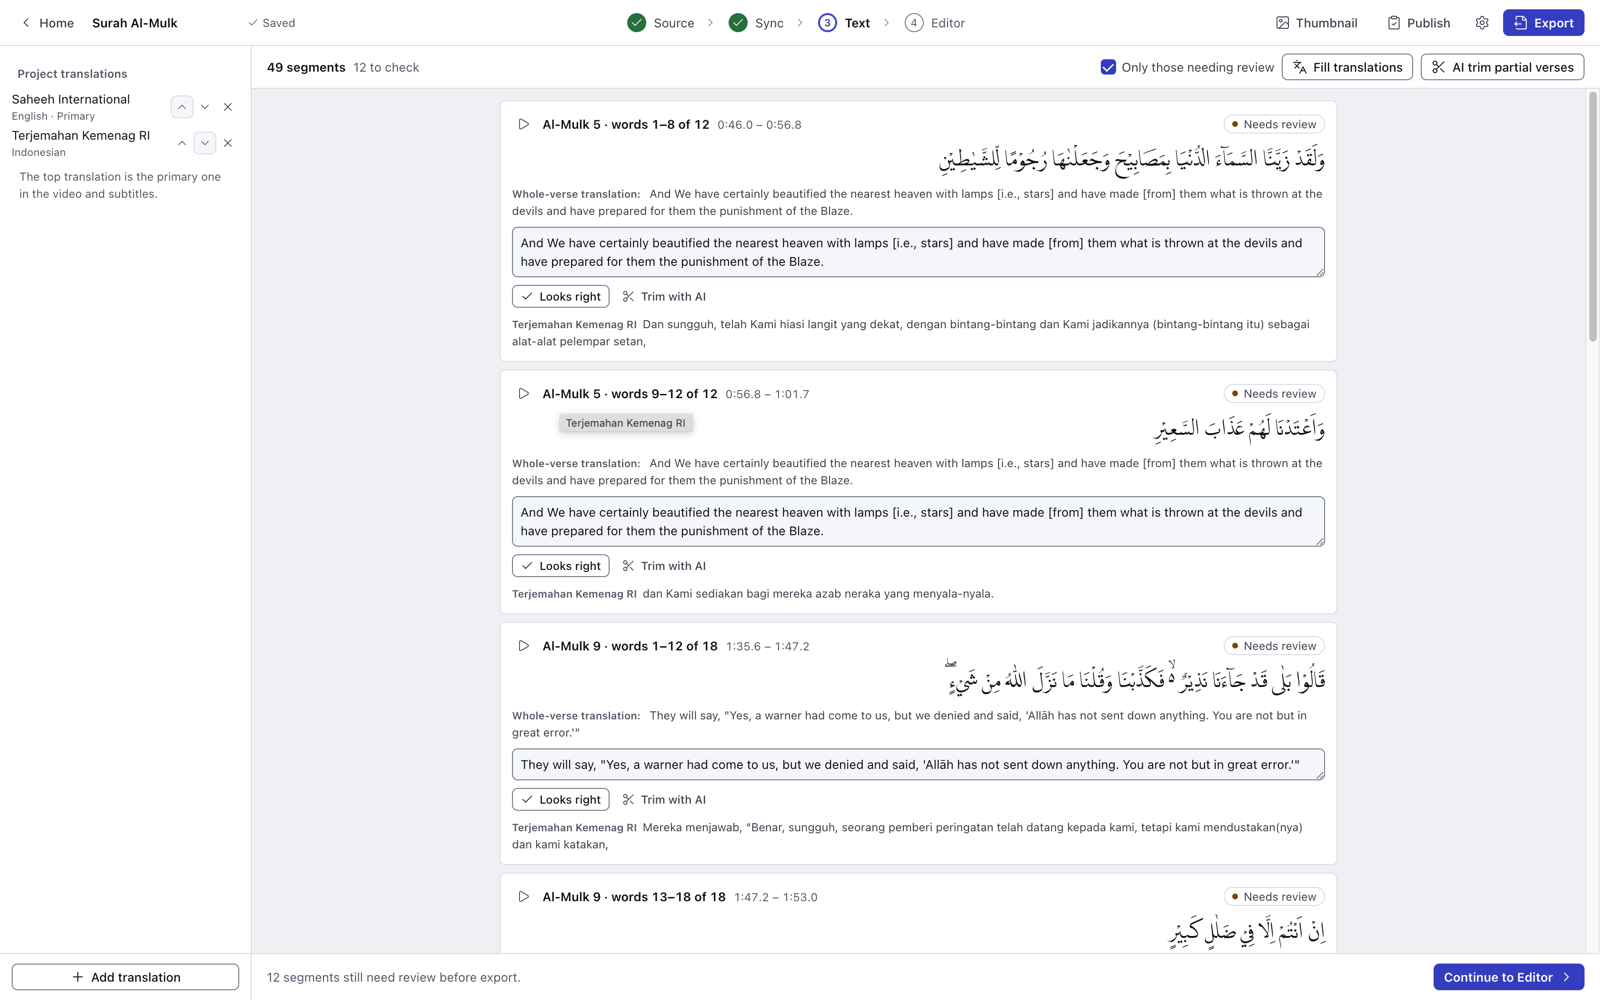 Home
Surah Al-Mulk
Saved
Source
Sync
3 Text
4 Editor
Thumbnail
Publish
Export
Project translations
Saheeh International
English · Primary
Terjemahan Kemenag RI
Indonesian
The top translation is the primary one
in the video and subtitles.
Add translation
49 segments 12 to check
Only those needing review
Fill translations
AI trim partial verses
Al-Mulk 5 · words 1–8 of 12 0:46.0 – 0:56.8
Needs review
وَلَقَدْ زَيَّنَّا السَّمَاۤءَ الدُّنْيَا بِمَصَابِيْحَ وَجَعَلْنٰهَا رُجُوْمًا لِّلشَّيٰطِيْنِ
Whole-verse translation: And We have certainly beautified the nearest heaven with lamps [i.e., stars] and have made [from] them what is thrown at the
devils and have prepared for them the punishment of the Blaze.
And We have certainly beautified the nearest heaven with lamps [i.e., stars] and have made [from] them what is thrown at the devils and
have prepared for them the punishment of the Blaze.
Looks right
Trim with AI
Terjemahan Kemenag RI Dan sungguh, telah Kami hiasi langit yang dekat, dengan bintang-bintang dan Kami jadikannya (bintang-bintang itu) sebagai
alat-alat pelempar setan,
Al-Mulk 5 · words 9–12 of 12 0:56.8 – 1:01.7
Needs review
Terjemahan Kemenag RI
وَاَعْتَدْنَا لَهُمْ عَذَابَ السَّعِيْرِ
Whole-verse translation: And We have certainly beautified the nearest heaven with lamps [i.e., stars] and have made [from] them what is thrown at the
devils and have prepared for them the punishment of the Blaze.
And We have certainly beautified the nearest heaven with lamps [i.e., stars] and have made [from] them what is thrown at the devils and
have prepared for them the punishment of the Blaze.
Looks right
Trim with AI
Terjemahan Kemenag RI dan Kami sediakan bagi mereka azab neraka yang menyala-nyala.
Al-Mulk 9 · words 1–12 of 18 1:35.6 – 1:47.2
Needs review
قَالُوْا بَلٰى قَدْ جَاۤءَنَا نَذِيْرٌ ەۙ فَكَذَّبْنَا وَقُلْنَا مَا نَزَّلَ اللّٰهُ مِنْ شَيْءٍۖ
Whole-verse translation: They will say, "Yes, a warner had come to us, but we denied and said, 'Allāh has not sent down anything. You are not but in
great error.'"
They will say, "Yes, a warner had come to us, but we denied and said, 'Allāh has not sent down anything. You are not but in great error.'"
Looks right
Trim with AI
Terjemahan Kemenag RI Mereka menjawab, “Benar, sungguh, seorang pemberi peringatan telah datang kepada kami, tetapi kami mendustakan(nya)
dan kami katakan,
Al-Mulk 9 · words 13–18 of 18 1:47.2 – 1:53.0
Needs review
اِنْ اَنْتُمْ اِلَّا فِيْ ضَلٰلٍ كَبِيْرٍ
12 segments still need review before export.
Continue to Editor